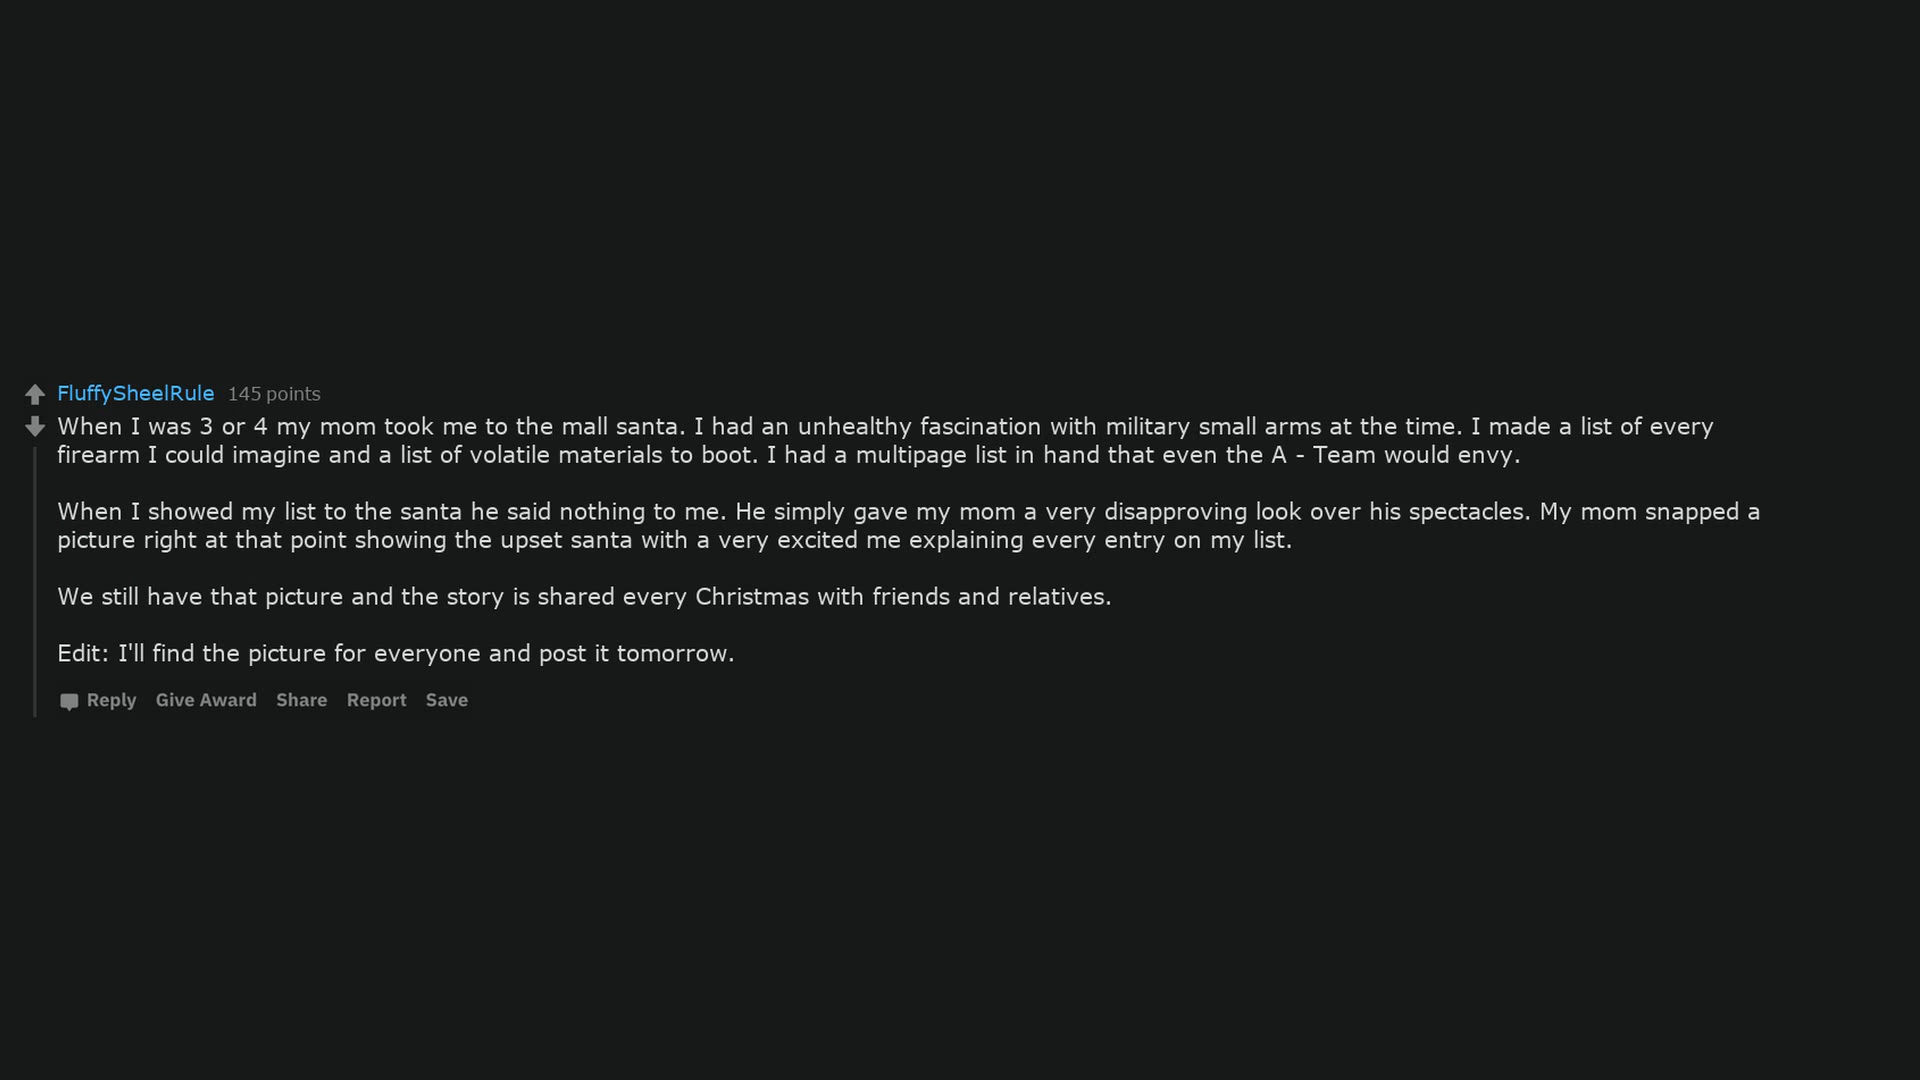 FluffySheelRule 145 points
When I was 3 or 4 my mom took me to the mall santa. I had an unhealthy fascination with military small arms at the time. I made a list of every
firearm I could imagine and a list of volatile materials to boot. I had a multipage list in hand that even the A - Team would envy.
When I showed my list to the santa he said nothing to me. He simply gave my mom a very disapproving look over his spectacles. My mom snapped a
picture right at that point showing the upset santa with a very excited me explaining every entry on my list.
We still have that picture and the story is shared every Christmas with friends and relatives.
Edit: I'll find the picture for everyone and post it tomorrow.
Reply Give Award Share Report Save